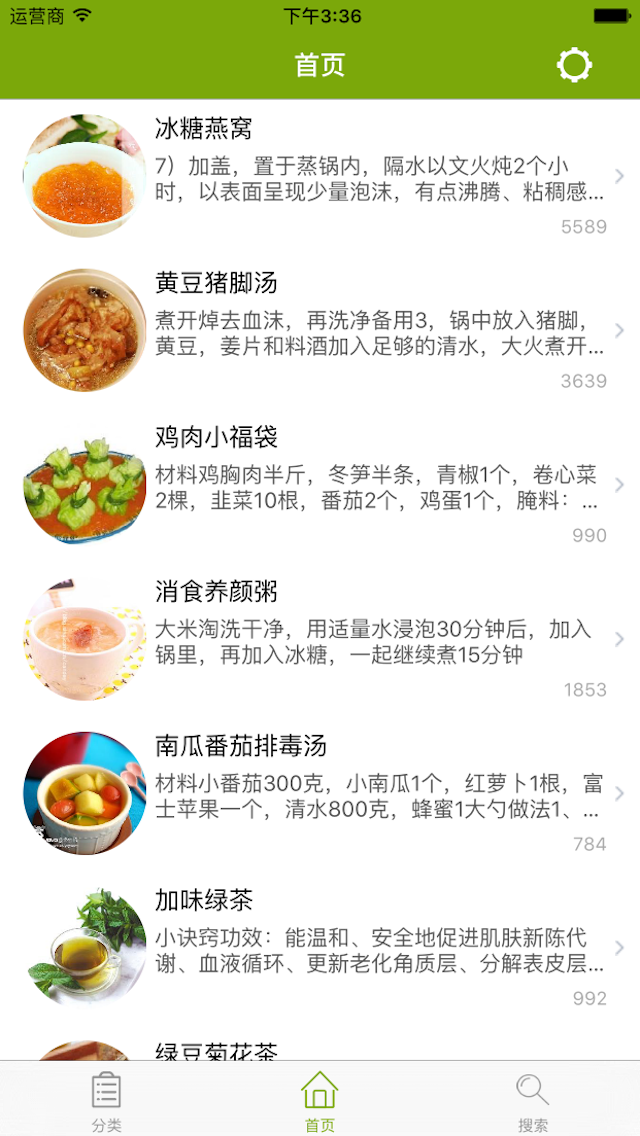 运营商 下午3:36
首页
冰糖燕窝
7）加盖，置于蒸锅内，隔水以文火炖2个小
时，以表面呈现少量泡沫，有点沸腾、粘稠感...
5589
黄豆猪脚汤
煮开焯去血沫，再洗净备用3，锅中放入猪脚，
黄豆，姜片和料酒加入足够的清水，大火煮开...
3639
鸡肉小福袋
材料鸡胸肉半斤，冬笋半条，青椒1个，卷心菜
2棵，韭菜10根，番茄2个，鸡蛋1个，腌料：...
990
消食养颜粥
大米淘洗干净，用适量水浸泡30分钟后，加入
锅里，再加入冰糖，一起继续煮15分钟
1853
南瓜番茄排毒汤
材料小番茄300克，小南瓜1个，红萝卜1根，富
士苹果一个，清水800克，蜂蜜1大勺做法1、...
784
加味绿茶
小诀窍功效：能温和、安全地促进肌肤新陈代
谢、血液循环、更新老化角质层、分解表皮层...
992
绿豆菊花茶
分类 首页 搜索